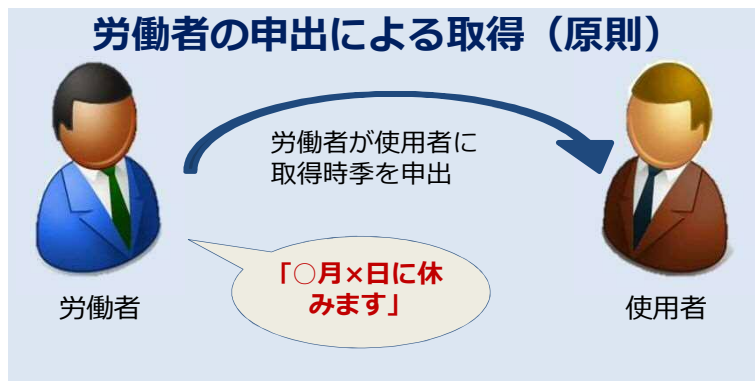 労働者の申出による取得（原則）
労働者が使用者に
取得時季を申出
「○月×日に休
みます」
労働者
使用者